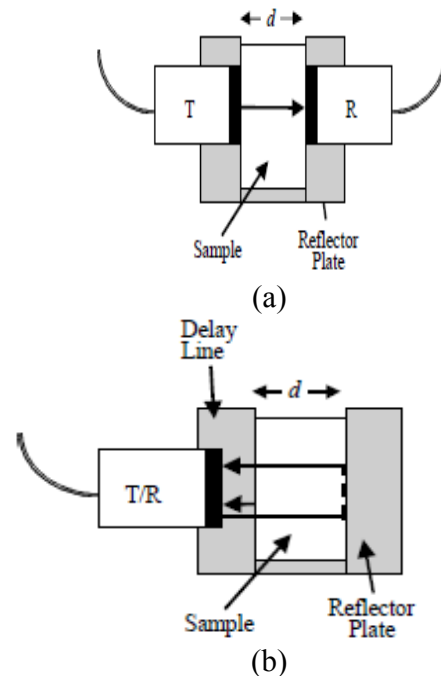 d
T
R
Sample
Reflector
Plate
(a)
Delay
Line
d
T/R
Sample
Reflector
Plate
(b)